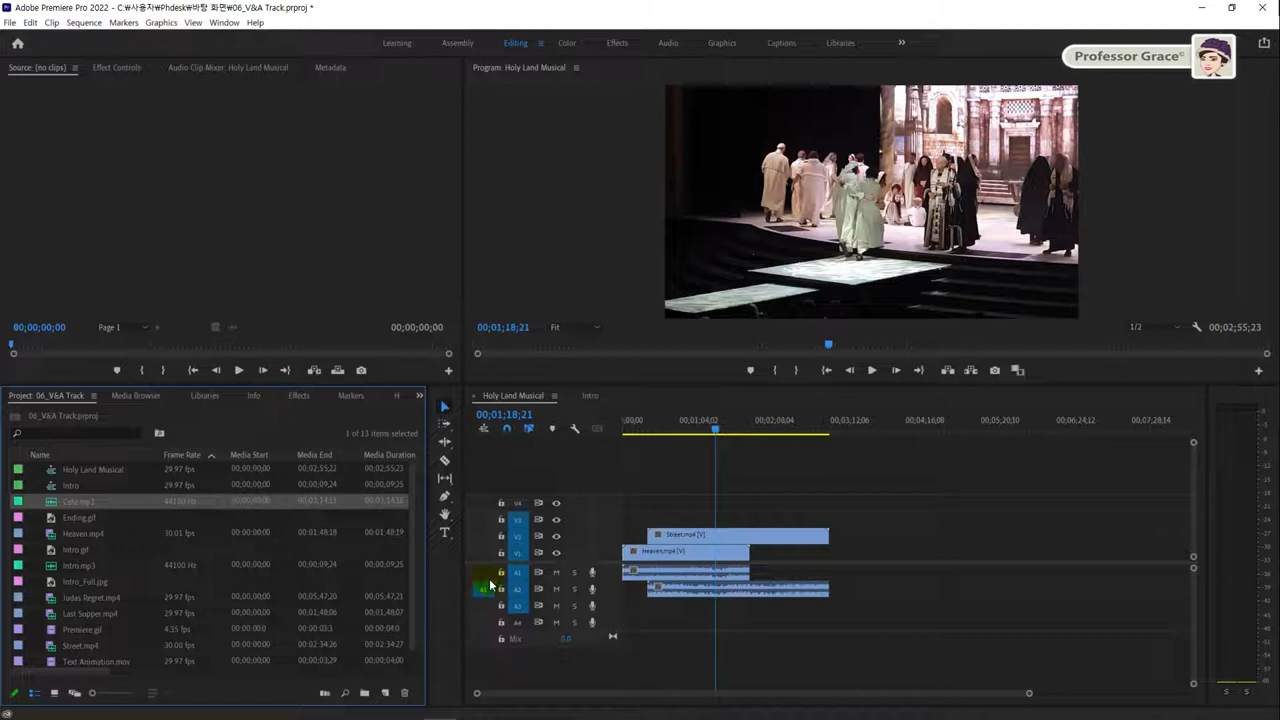 Adobe Premiere Pro 2022 - C:₩사용자₩Phdesk₩바탕 화면₩06_V&A Track.prproj *
File Edit Clip Sequence Markers Graphics View Window Help
Learning Assembly Editing Color Effects Audio Graphics Captions Libraries
Professor Grace
Source: (no clips) Effect Controls Audio Clip Mixer: Holy Land Musical Metadata
Program: Holy Land Musical
00;00;00;00 Page 1 00;00;00;00
00;01;18;21 Fit 1/2 00;02;55;23
Project: 06_V&A Track Media Browser Libraries Info Effects Markers H
06_V&A Track.prproj
1 of 13 items selected
Name Frame Rate Media Start Media End Media Duration
Holy Land Musical 29.97 fps 00;00;00;00 00;02;55;22 00;02;55;23
Intro 29.97 fps 00;00;00;00 00;00;09;24 00;00;09;25
44100 Hz
Ending.gif
Heaven.mp4 30.01 fps 00:00:00:00 00:01:48:18 00:01:48:19
Intro.gif
Intro.mp3 44100 Hz 00;00;00;00 00;00;09;24 00;00;09;25
Intro_Full.jpg
Judas Regret.mp4 29.97 fps 00;00;00;00 00;05;47;20 00;05;47;21
Last Supper.mp4 29.97 fps 00;00;00;00 00;01;48;06 00;01;48;07
Premiere.gif
Street.mp4 30.00 fps 00:00:00:00 00:02:34:26 00:02:34:27
Text Animation.mov 29.97 fps 00;00;00;00 00;00;03;29 00;00;04;00
Holy Land Musical Intro
00;01;18;21
;00;00 00;01;04;02 00;02;08;04 00;03;12;06 00;04;16;08 00;05;20;10 00;06;24;12 00;07;28;14
V4
V3
V2 Street.mp4 [V]
V1 Heaven.mp4 [V]
A1 M S
A1 A2 M S
A3 M S
A4 M S
Mix 0.0
0
S S